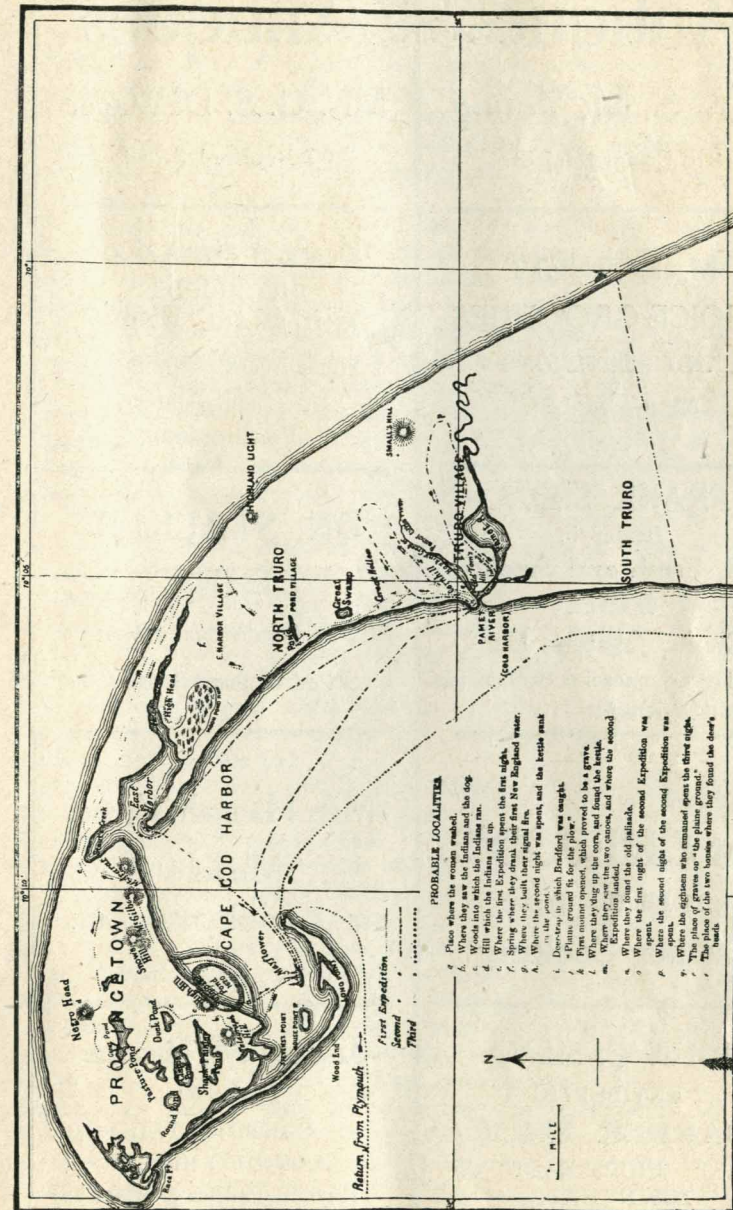 70°
70° 05'
70° 10'
HIGHLAND LIGHT
SMALL'S HILL
TRURO VILLAGE
SOUTH TRURO
NORTH TRURO
POND VILLAGE
Great Swamp
Great Hollow
E. HARBOR VILLAGE
High Head
East Harbor
PAMET RIVER
(COLD HARBOR)
CAPE COD HARBOR
Mayflower
PROVINCETOWN
Negro Head
Pasture Pond
Duck Pond
Shank Painter Pond
Round Pond
Race Pt
Wood End
LONG POINT
Return from Plymouth
First Expedition
Second " "
Third " "
PROBABLE LOCALITIES
a Place where the women washed.
b. Where they saw the Indians and the dog.
c. Woods into which the Indians ran.
d. Hill which the Indians ran up.
e. Where the first Expedition spent the first night.
f. Spring where they drank their first New England water.
g. Where they built their signal fire.
h. Where the second night was spent, and the kettle sunk
in the pond.
i. Deer-trap in which Bradford was caught.
"Plaine ground fit for the plow."
k First mound opened, which proved to be a grave.
l. Where they dug up the corn, and found the kettle.
m. Where they saw the two canoes, and where the second
Expedition landed.
n. Where they found the old palisade.
o Where the first night of the second Expedition was
spent
p. Where the second night of the second Expedition was
spent.
q. Where the eighteen who remained spent the third night.
r The place of graves on "the plaine ground."
s The place of the two houses where they found the deer's
heads
N
1 MILE